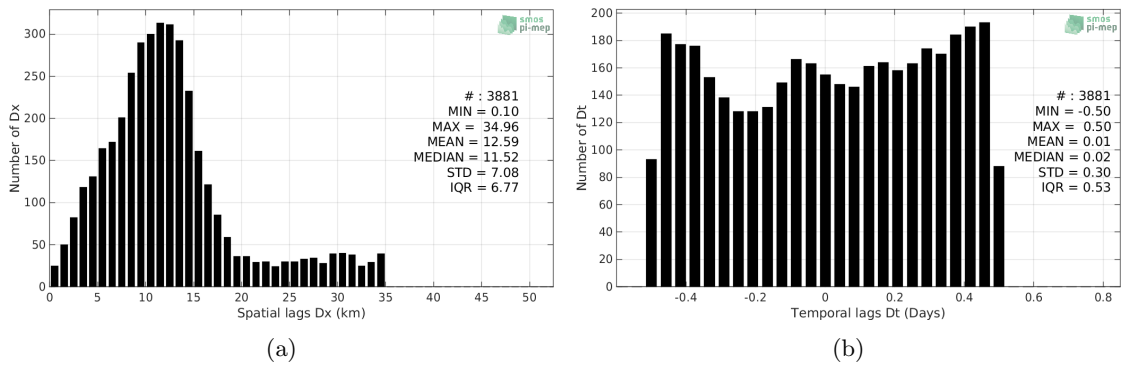 smos
pi-mep
300
250
200
150
100
50
0
Number of Dx
# : 3881
MIN = 0.10
MAX = 34.96
MEAN = 12.59
MEDIAN = 11.52
STD = 7.08
IQR = 6.77
0 5 10 15 20 25 30 35 40 45 50
Spatial lags Dx (km)
(a)
smos
pi-mep
200
180
160
140
120
100
80
60
40
20
0
Number of Dt
# : 3881
MIN = -0.50
MAX = 0.50
MEAN = 0.01
MEDIAN = 0.02
STD = 0.30
IQR = 0.53
-0.4 -0.2 0 0.2 0.4 0.6 0.8
Temporal lags Dt (Days)
(b)